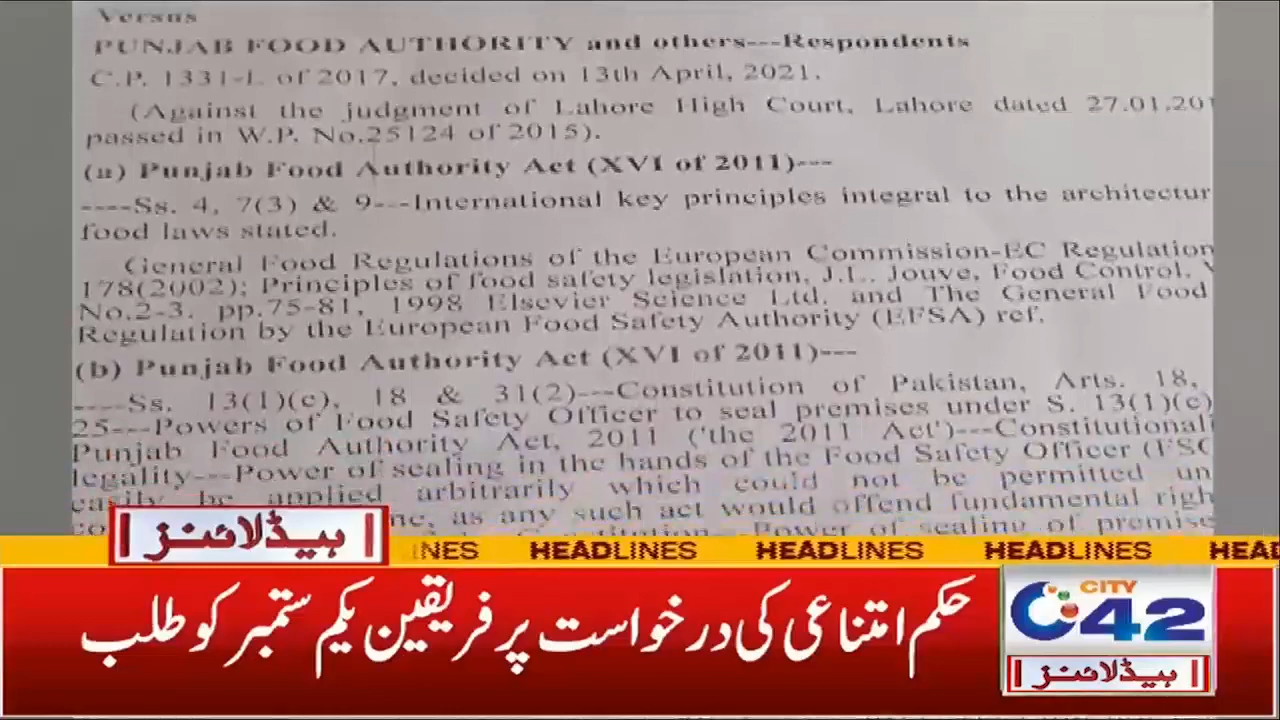 Versus
PUNJAB FOOD AUTHORITY and others---Respondents
C.P. 1331-L of 2017, decided on 13th April, 2021.
(Against the judgment of Lahore High Court, Lahore dated 27.01.201
passed in W.P. No.25124 of 2015).
(a) Punjab Food Authority Act (XVI of 2011)---
----Ss. 4, 7(3) & 9---International key principles integral to the architectur
food laws stated.
General Food Regulations of the European Commission-EC Regulation
178(2002); Principles of food safety legislation, J.L. Jouve, Food Control, V
No.2-3, pp.75-81, 1998 Elsevier Science Ltd. and The General Food
Regulation by the European Food Safety Authority (EFSA) ref.
(b) Punjab Food Authority Act (XVI of 2011)---
----Ss. 13(1)(c), 18 & 31(2)---Constitution of Pakistan, Arts. 18,
25---Powers of Food Safety Officer to seal premises under S. 13(1)(c)
Punjab Food Authority Act, 2011 ('the 2011 Act')---Constitutional
legality---Power of sealing in the hands of the Food Safety Officer (FSO
easily be applied arbitrarily which could not be permitted un
as any such act would offend fundamental righ
Power of sealing of premise
ہیڈلائنز
INES HEADLINES HEADLINES HEADLINES HEAD
حکم امتناعی کی درخواست پر فریقین یکم ستمبر کو طلب
CITY
42
ہیڈلائنز